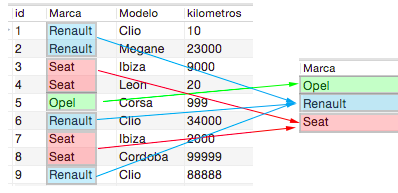 id Marca Modelo kilometros
1 Renault Clio 10
2 Renault Megane 23000
3 Seat Ibiza 9000
4 Seat Leon 20
5 Opel Corsa 999
6 Renault Clio 34000
7 Seat Ibiza 2000
8 Seat Cordoba 99999
9 Renault Clio 88888
Marca
Opel
Renault
Seat